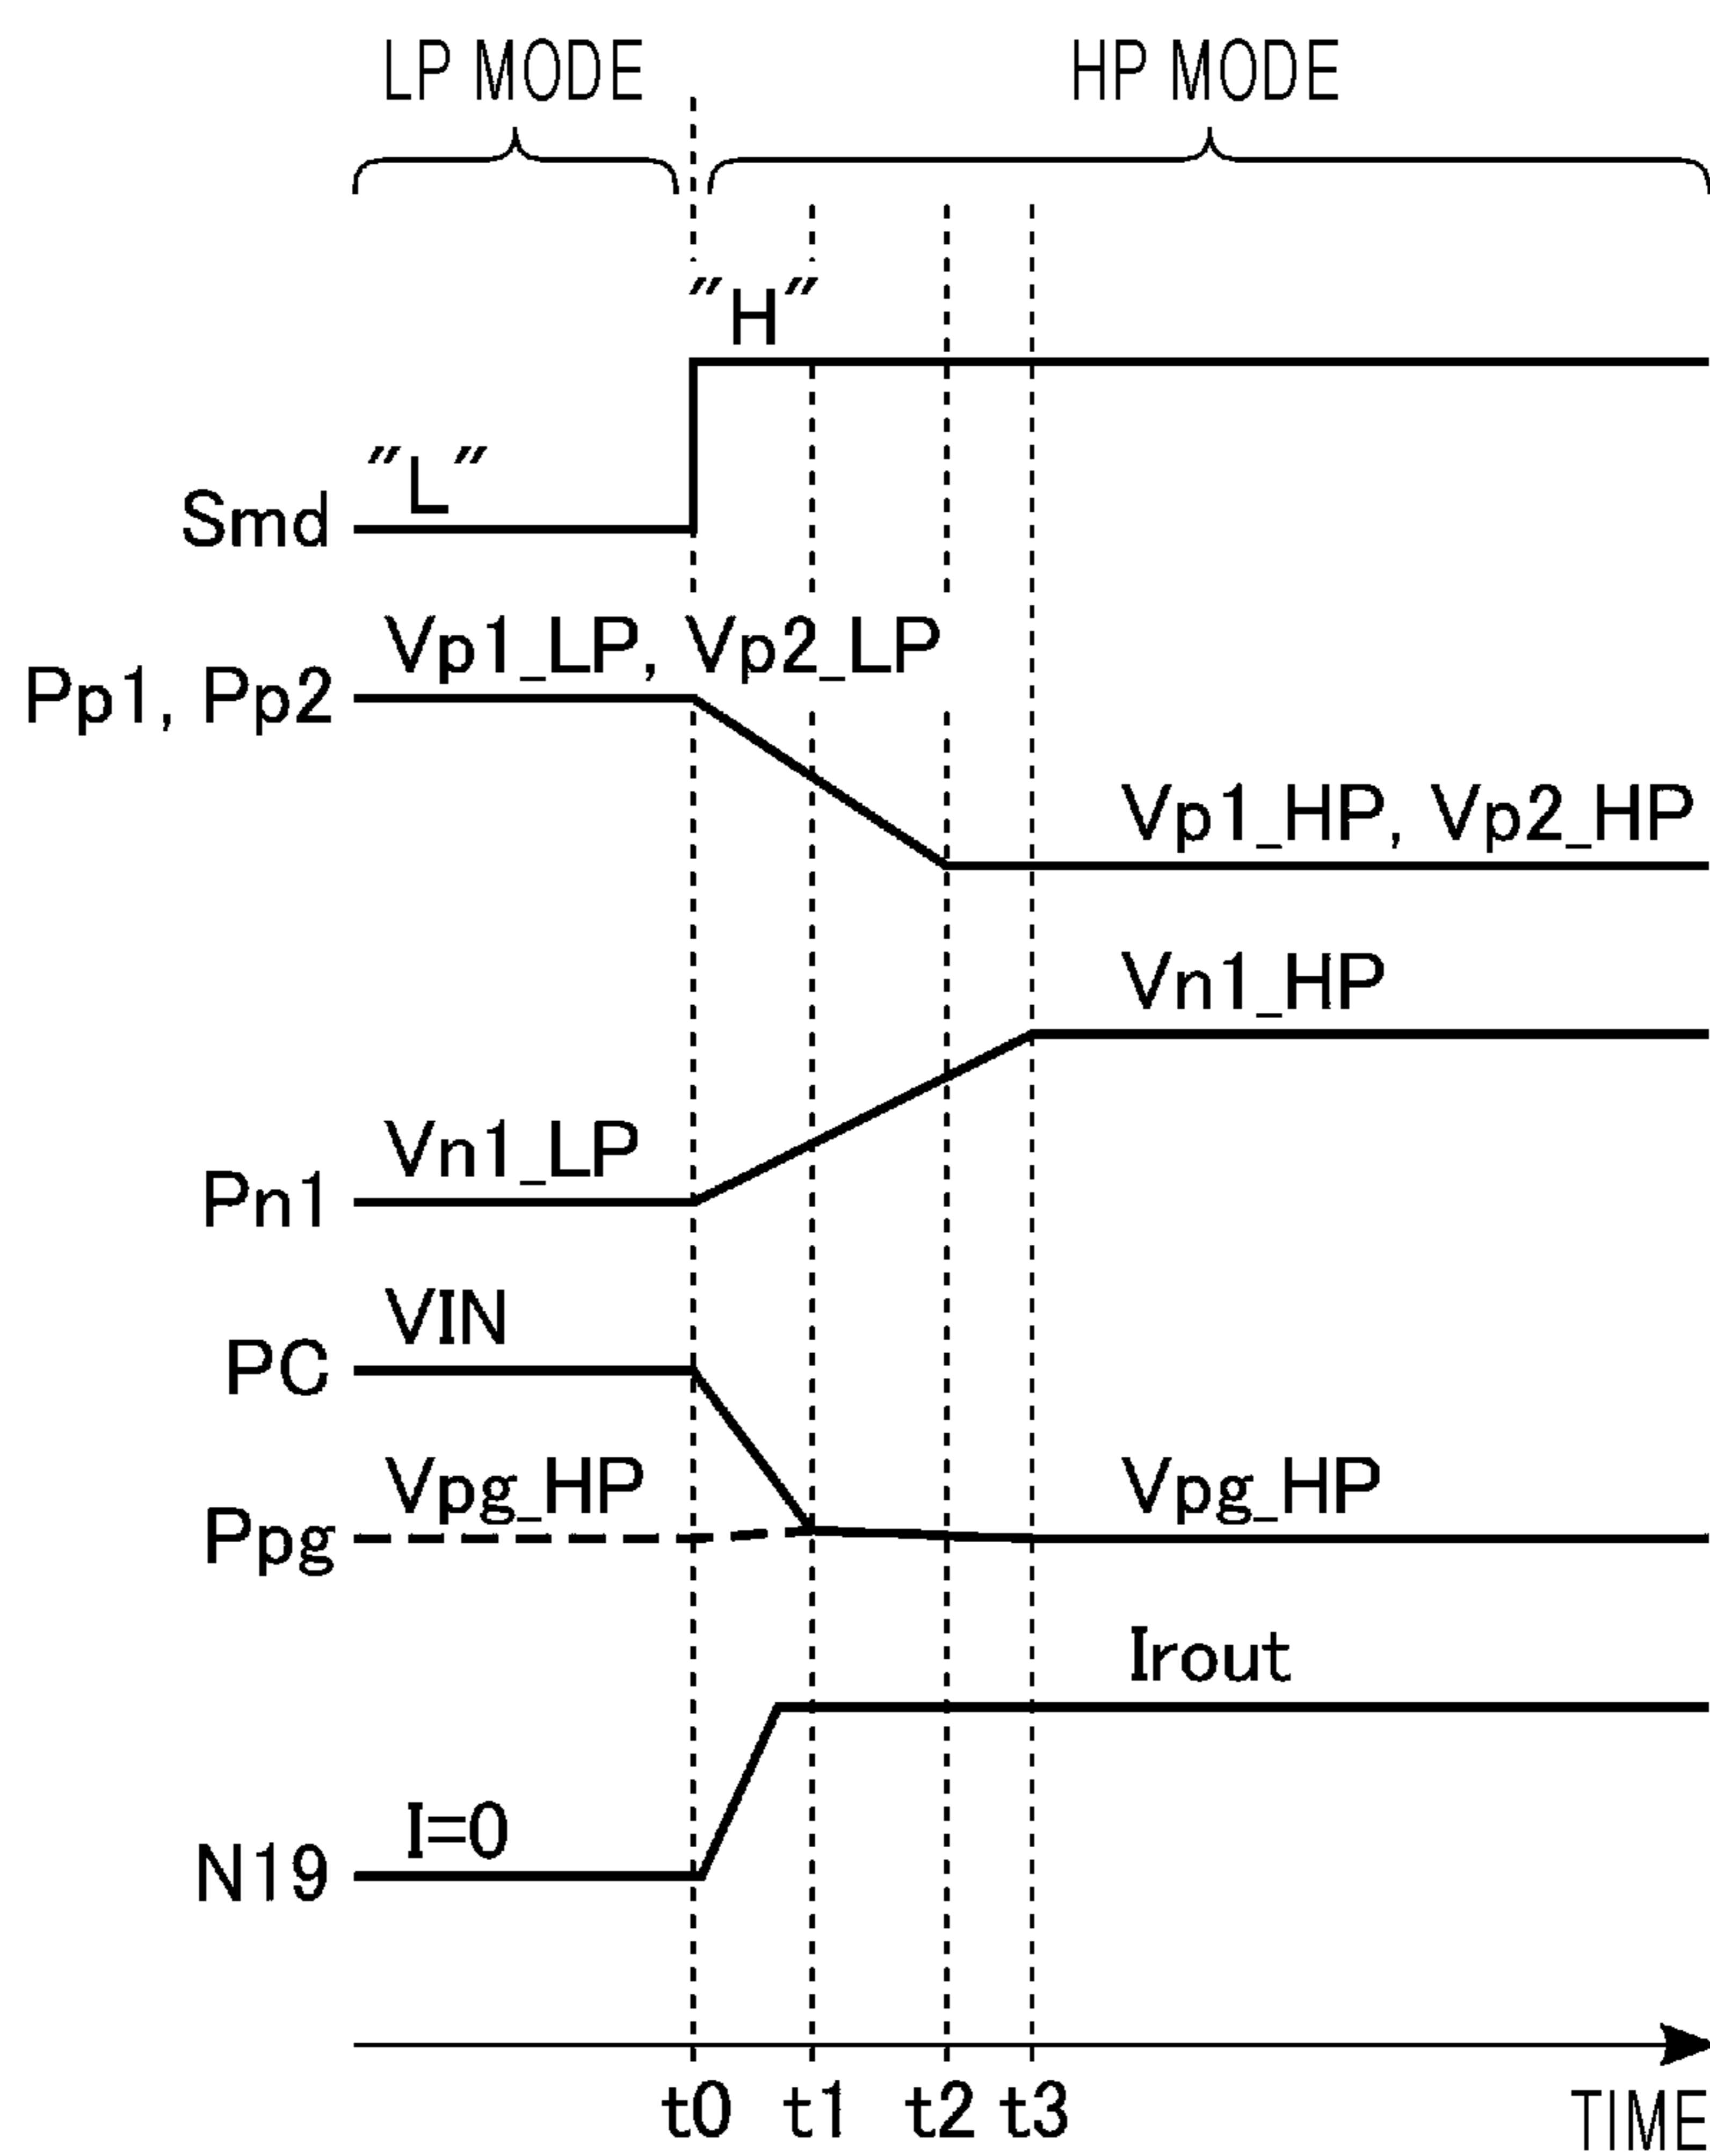 LP MODE HP MODE
"H"
"L"
Smd
Vp1_LP, Vp2_LP
Pp1, Pp2
Vp1_HP, Vp2_HP
Vn1_HP
Vn1_LP
Pn1
VIN
PC
Vpg_HP Vpg_HP
Ppg
Irout
I=0
N19
t0 t1 t2 t3 TIME